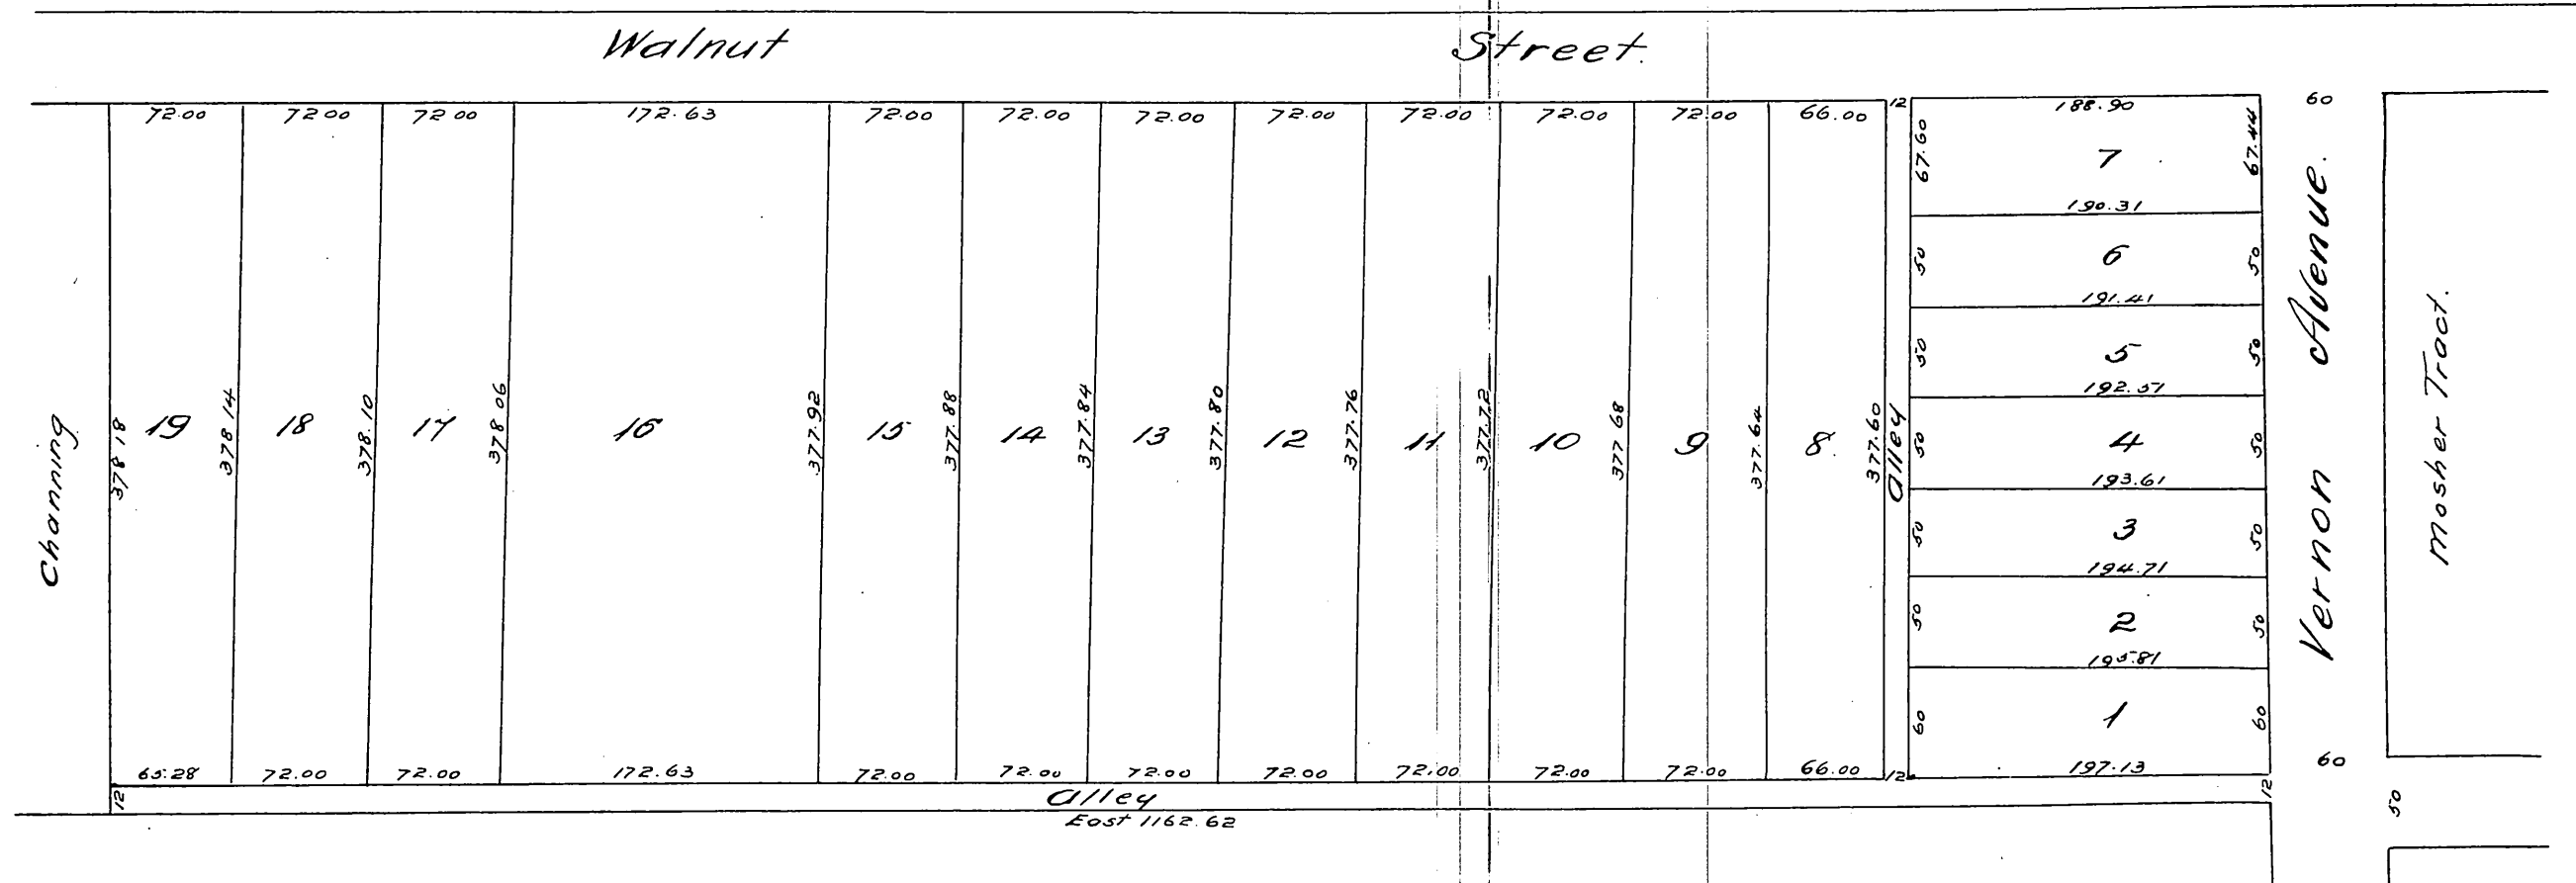 Walnut Street.
72.00 72.00 72.00 172.63 72.00 72.00 72.00 72.00 72.00 72.00 72.00 66.00 12 188.90 60
67.60 7 67.44
190.31
50 6 50
191.41
50 5 50
192.51
Channing 378 18 19 378 14 18 378.10 17 378 06 16 377.92 15 377.88 14 377.84 13 377.80 12 377.76 11 377.72 10 377 68 9 377.64 8. 377.60 alley 50 4 50
193.61
50 3 50
194.71
50 2 50
195.81
60 1 60
Vernon Avenue.
Mosher Tract.
65.28 72.00 72.00 172.63 72.00 72.00 72.00 72.00 72.00 72.00 72.00 66.00 12 197.13 60
12 alley 12 50
East 1162.62